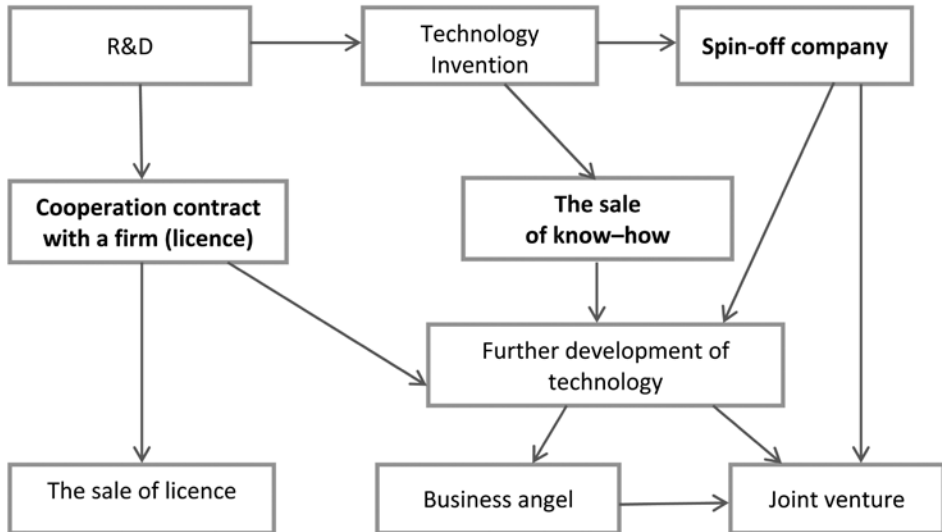 R&D
Technology
Invention
Spin-off company
Cooperation contract
with a firm (licence)
The sale
of know–how
Further development of
technology
The sale of licence
Business angel
Joint venture